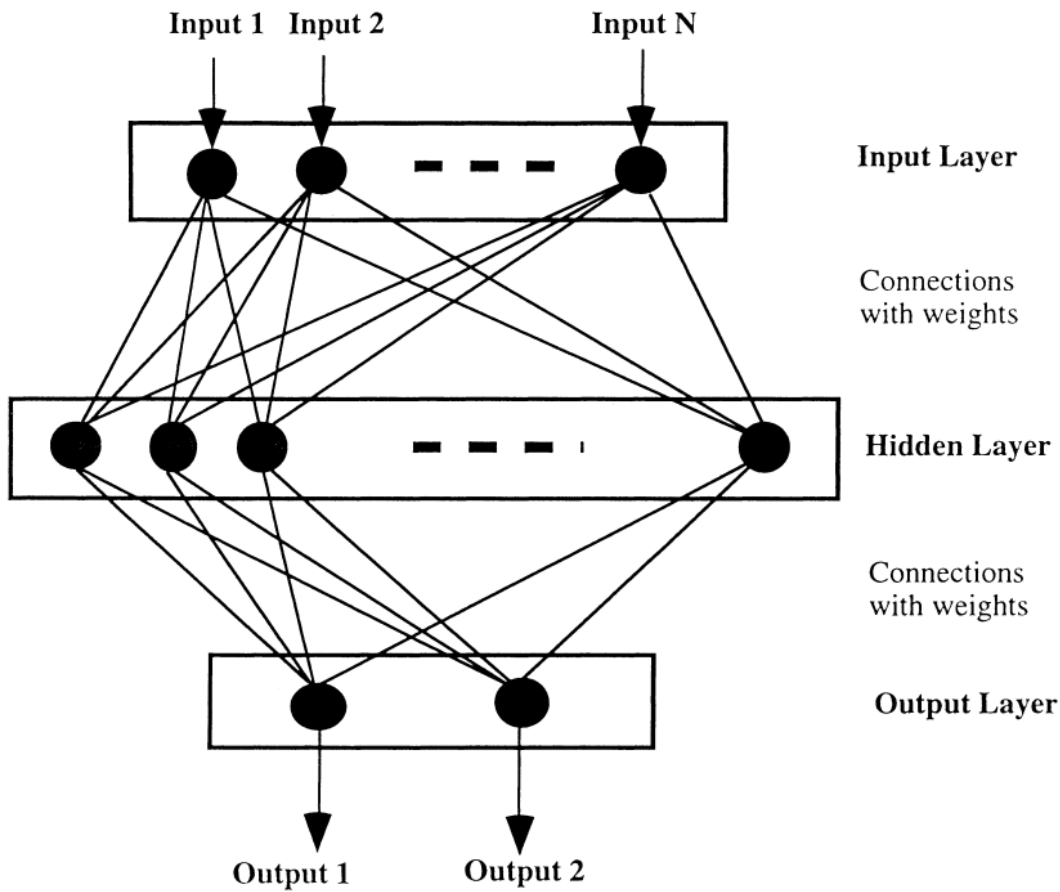 Input 1 Input 2 Input N
Input Layer
Connections
with weights
Hidden Layer
Connections
with weights
Output Layer
Output 1 Output 2